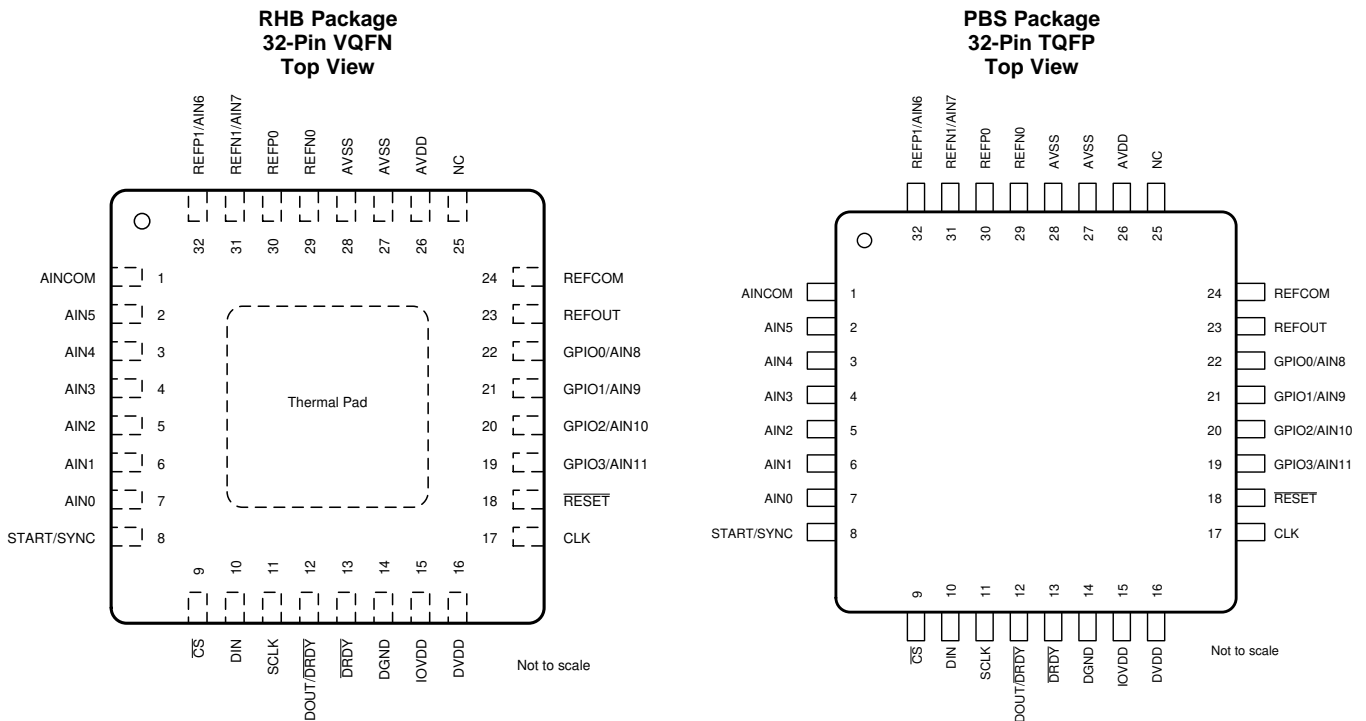 RHB Package
32-Pin VQFN
Top View
REFP1/AIN6
REFN1/AIN7
REFP0
REFN0
AVSS
AVSS
AVDD
NC
32
31
30
29
28
27
26
25
AINCOM 1
AIN5 2
AIN4 3
AIN3 4
AIN2 5
AIN1 6
AIN0 7
START/SYNC 8
Thermal Pad
24 REFCOM
23 REFOUT
22 GPIO0/AIN8
21 GPIO1/AIN9
20 GPIO2/AIN10
19 GPIO3/AIN11
18 R̅E̅S̅E̅T̅
17 CLK
9
10
11
12
13
14
15
16
C̅S̅
DIN
SCLK
DOUT/D̅R̅D̅Y̅
D̅R̅D̅Y̅
DGND
IOVDD
DVDD
Not to scale
PBS Package
32-Pin TQFP
Top View
REFP1/AIN6
REFN1/AIN7
REFP0
REFN0
AVSS
AVSS
AVDD
NC
32
31
30
29
28
27
26
25
AINCOM 1
AIN5 2
AIN4 3
AIN3 4
AIN2 5
AIN1 6
AIN0 7
START/SYNC 8
24 REFCOM
23 REFOUT
22 GPIO0/AIN8
21 GPIO1/AIN9
20 GPIO2/AIN10
19 GPIO3/AIN11
18 R̅E̅S̅E̅T̅
17 CLK
9
10
11
12
13
14
15
16
C̅S̅
DIN
SCLK
DOUT/D̅R̅D̅Y̅
D̅R̅D̅Y̅
DGND
IOVDD
DVDD
Not to scale